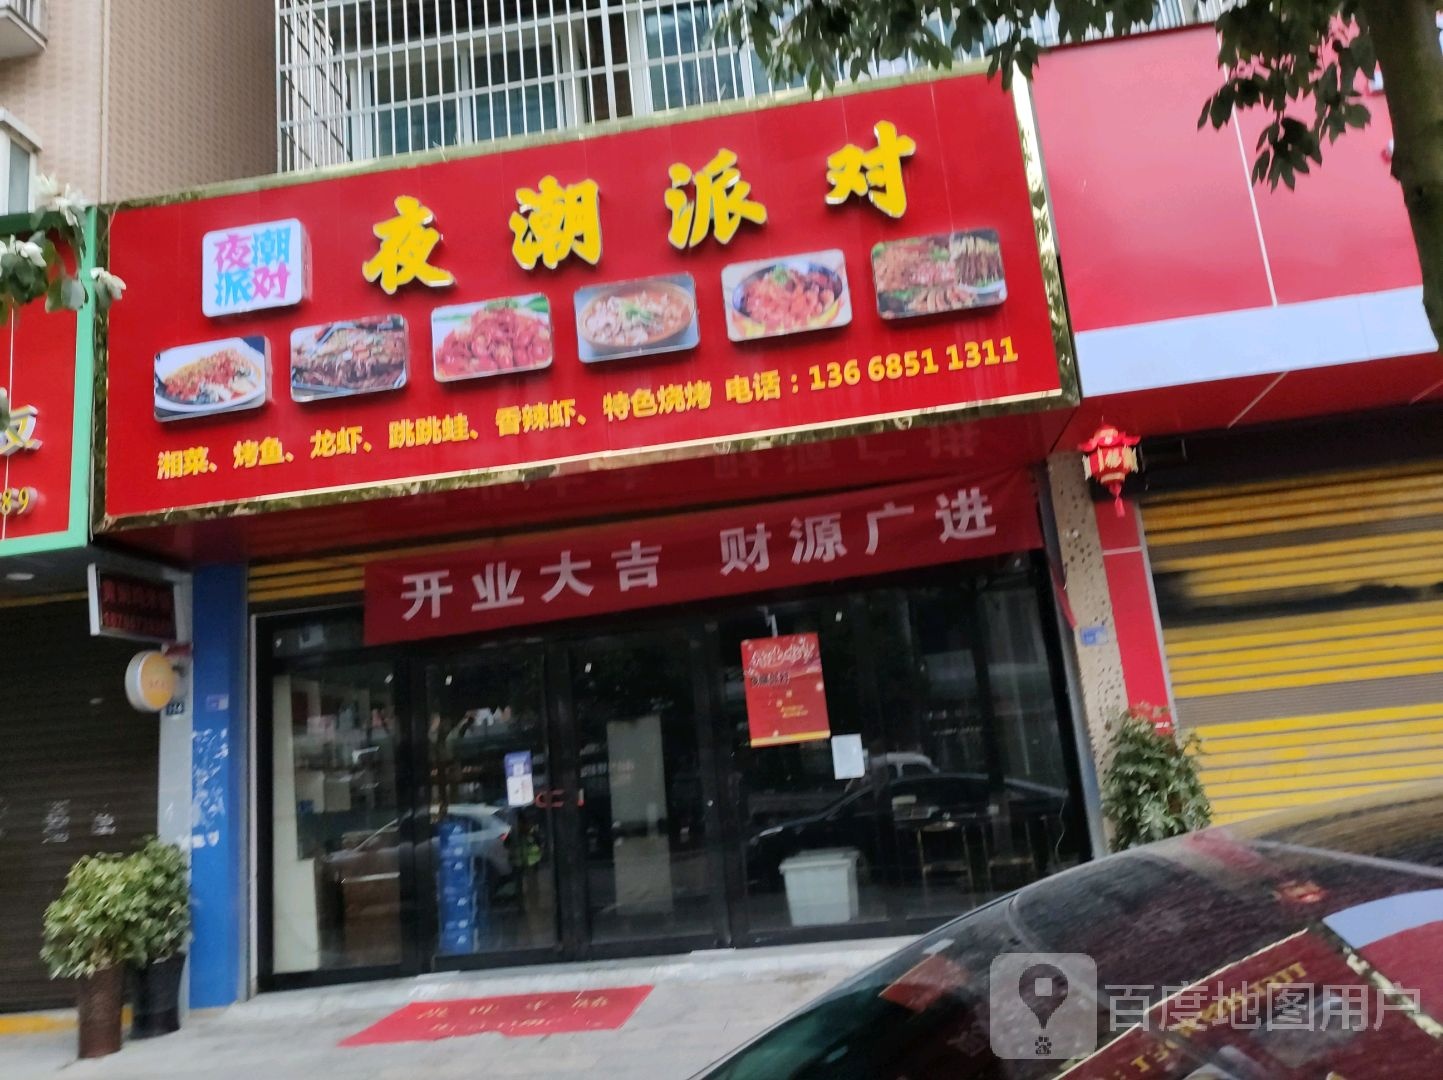 夜潮派对
夜潮
派对
湘菜、烤鱼、龙虾、跳跳蛙、香辣虾、特色烧烤 电话：136 6851 1311
开业大吉 财源广进
89
百度地图用户